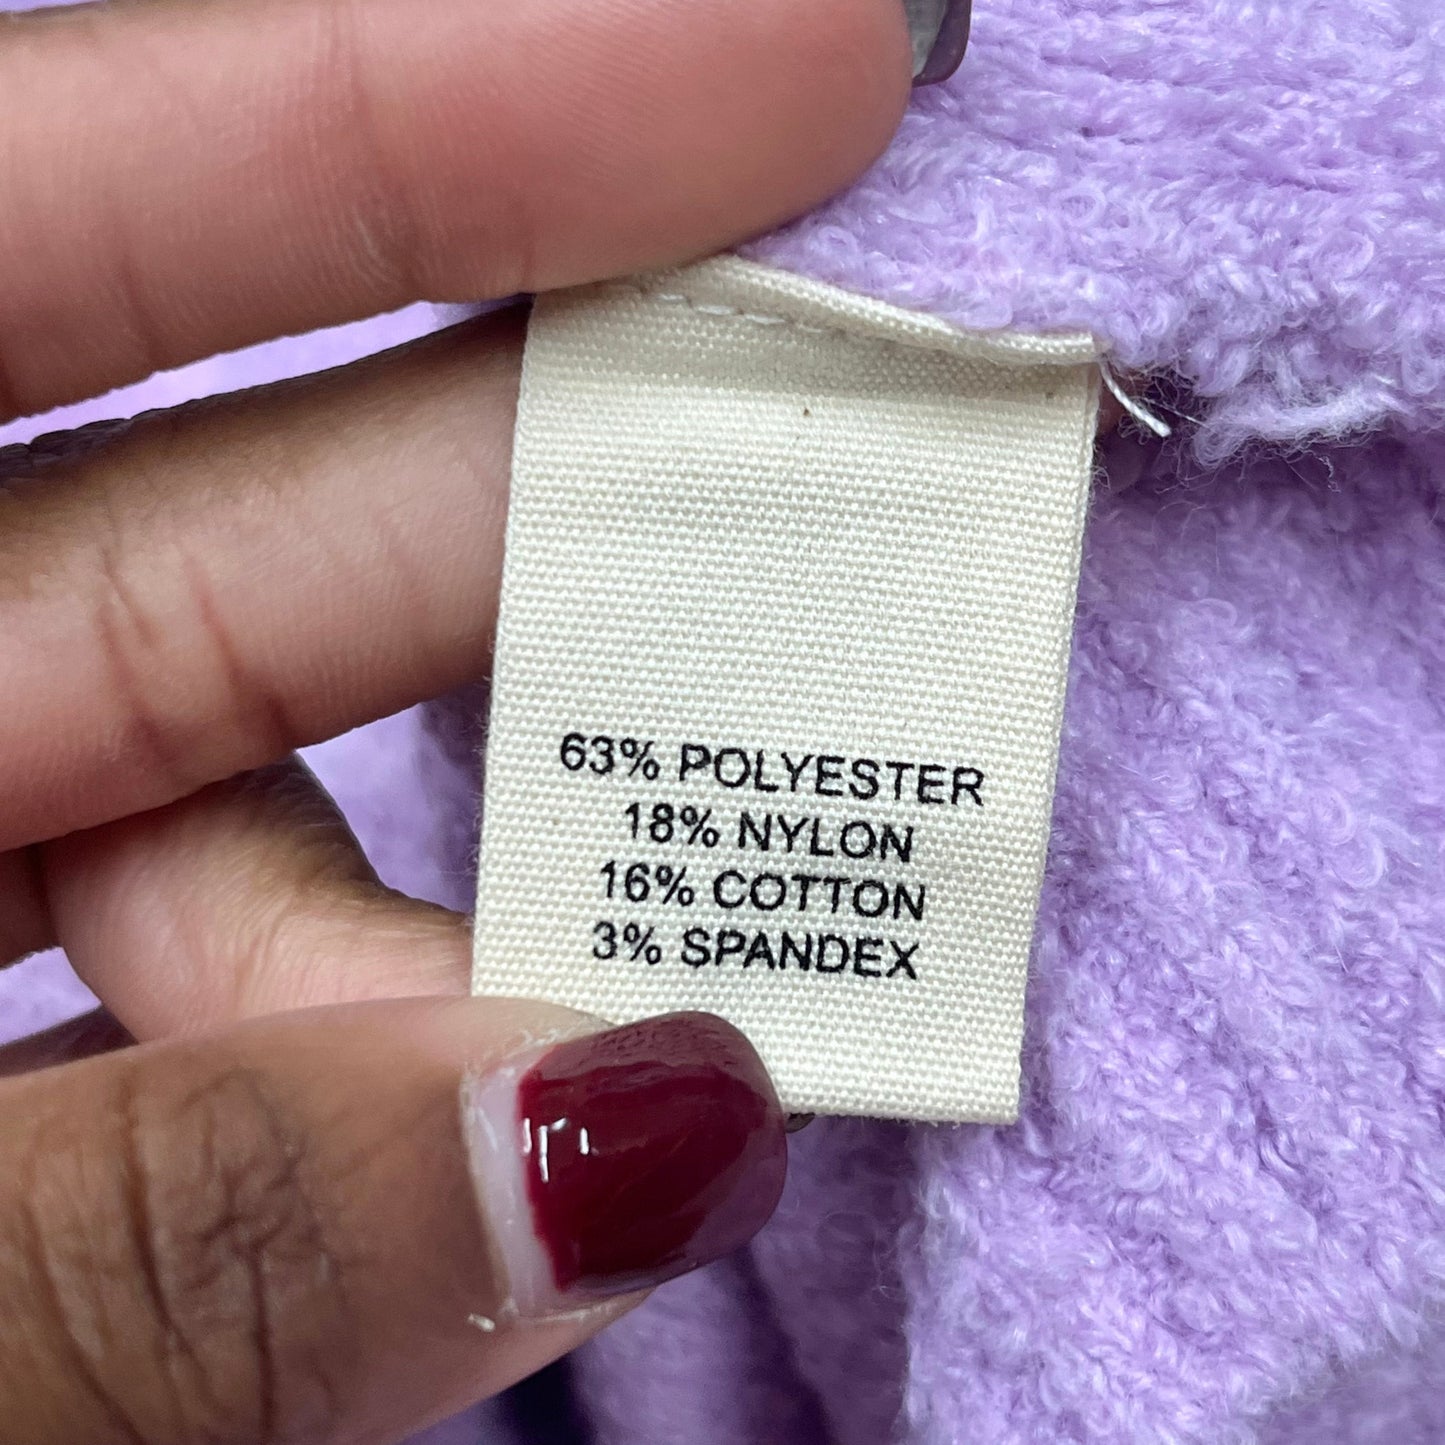 63% POLYESTER
18% NYLON
16% COTTON
3% SPANDEX